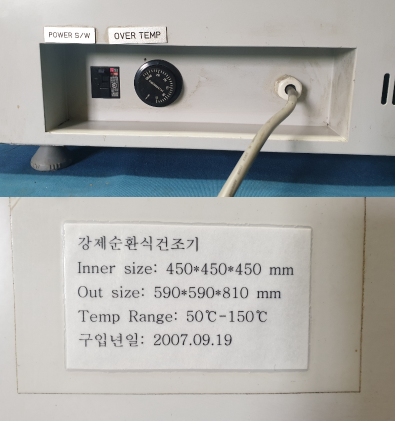 POWER S/W
OVER TEMP
강제순환식건조기
Inner size: 450*450*450 mm
Out size: 590*590*810 mm
Temp Range: 50℃-150℃
구입년일: 2007.09.19